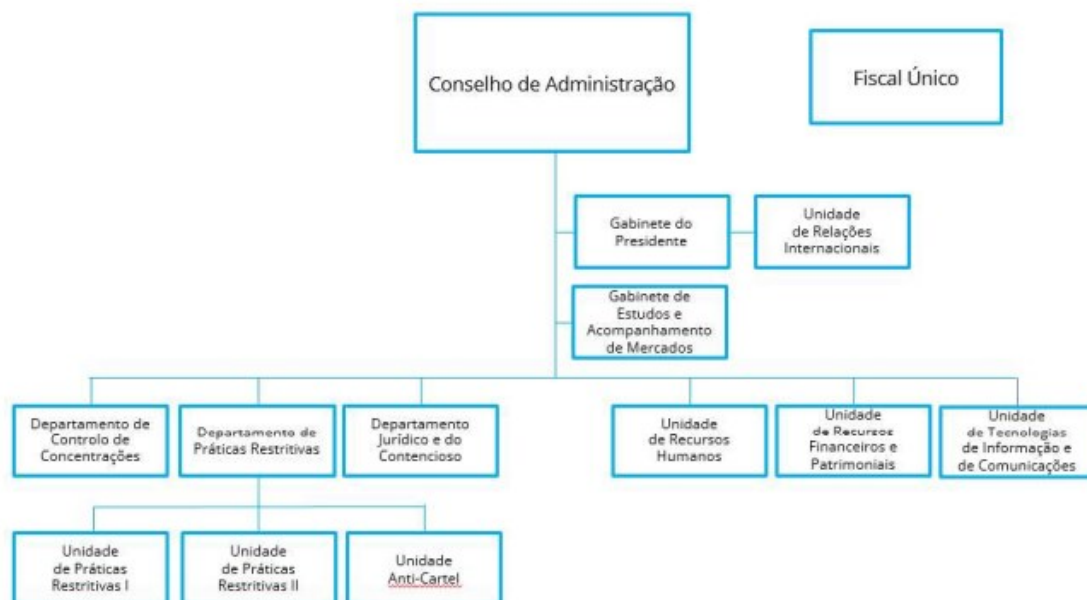 Conselho de Administração
Fiscal Único
Gabinete do
Presidente
Unidade
de Relações
Internacionais
Gabinete de
Estudos e
Acompanhamento
de Mercados
Departamento de
Controlo de
Concentrações
Departamento de
Práticas Restritivas
Departamento
Jurídico e do
Contencioso
Unidade
de Recursos
Humanos
Unidade
de Recursos
Financeiros e
Patrimoniais
Unidade
de Tecnologias
de Informação e
de Comunicações
Unidade
de Práticas
Restritivas I
Unidade
de Práticas
Restritivas II
Unidade
Anti-Cartel